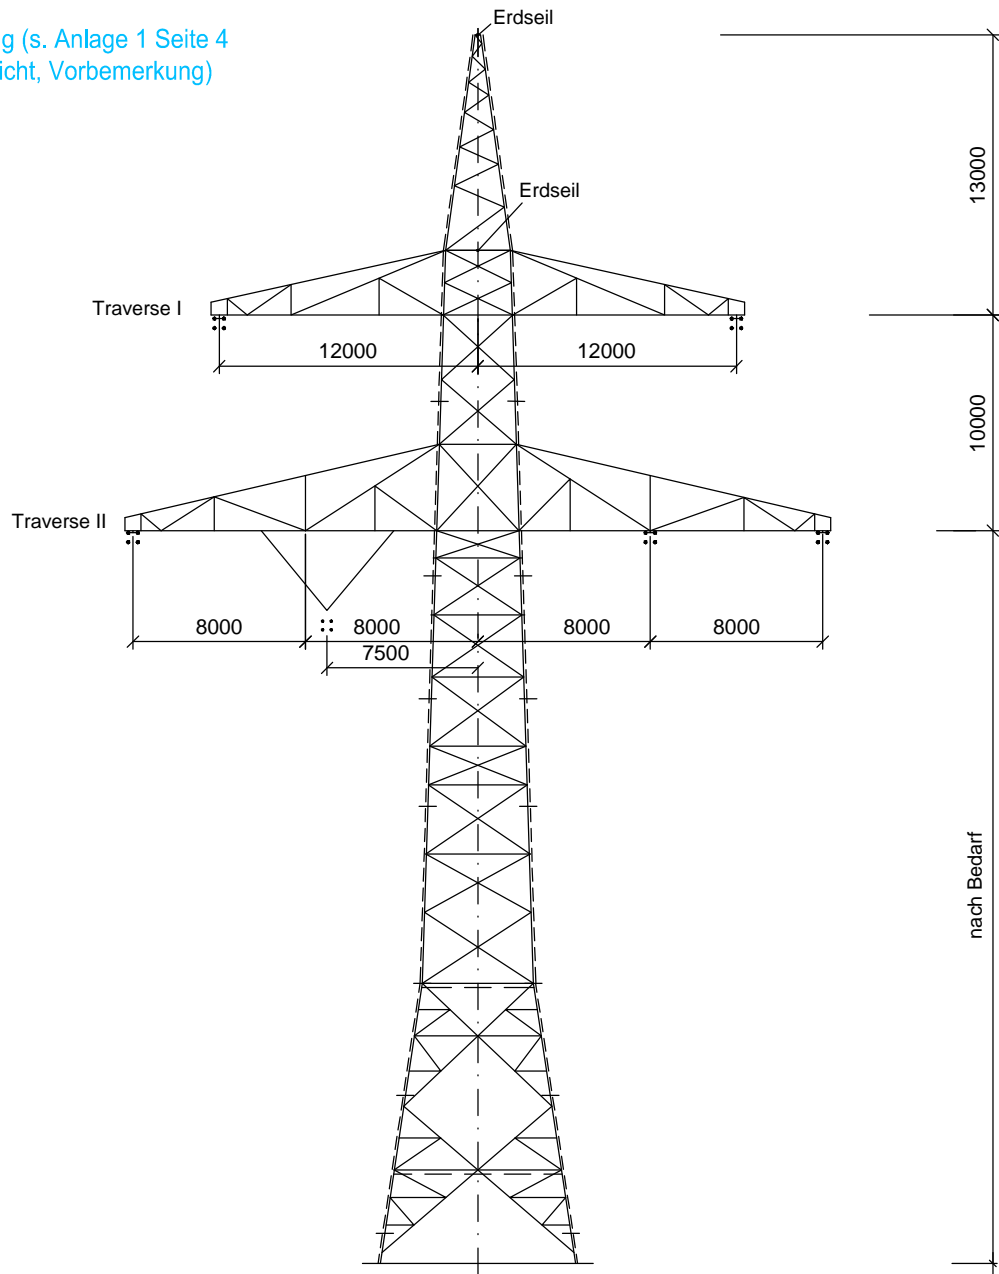 Erdseil
g (s. Anlage 1 Seite 4
icht, Vorbemerkung)
13000
Erdseil
Traverse I
12000
12000
10000
Traverse II
8000
8000
8000
8000
7500
nach Bedarf